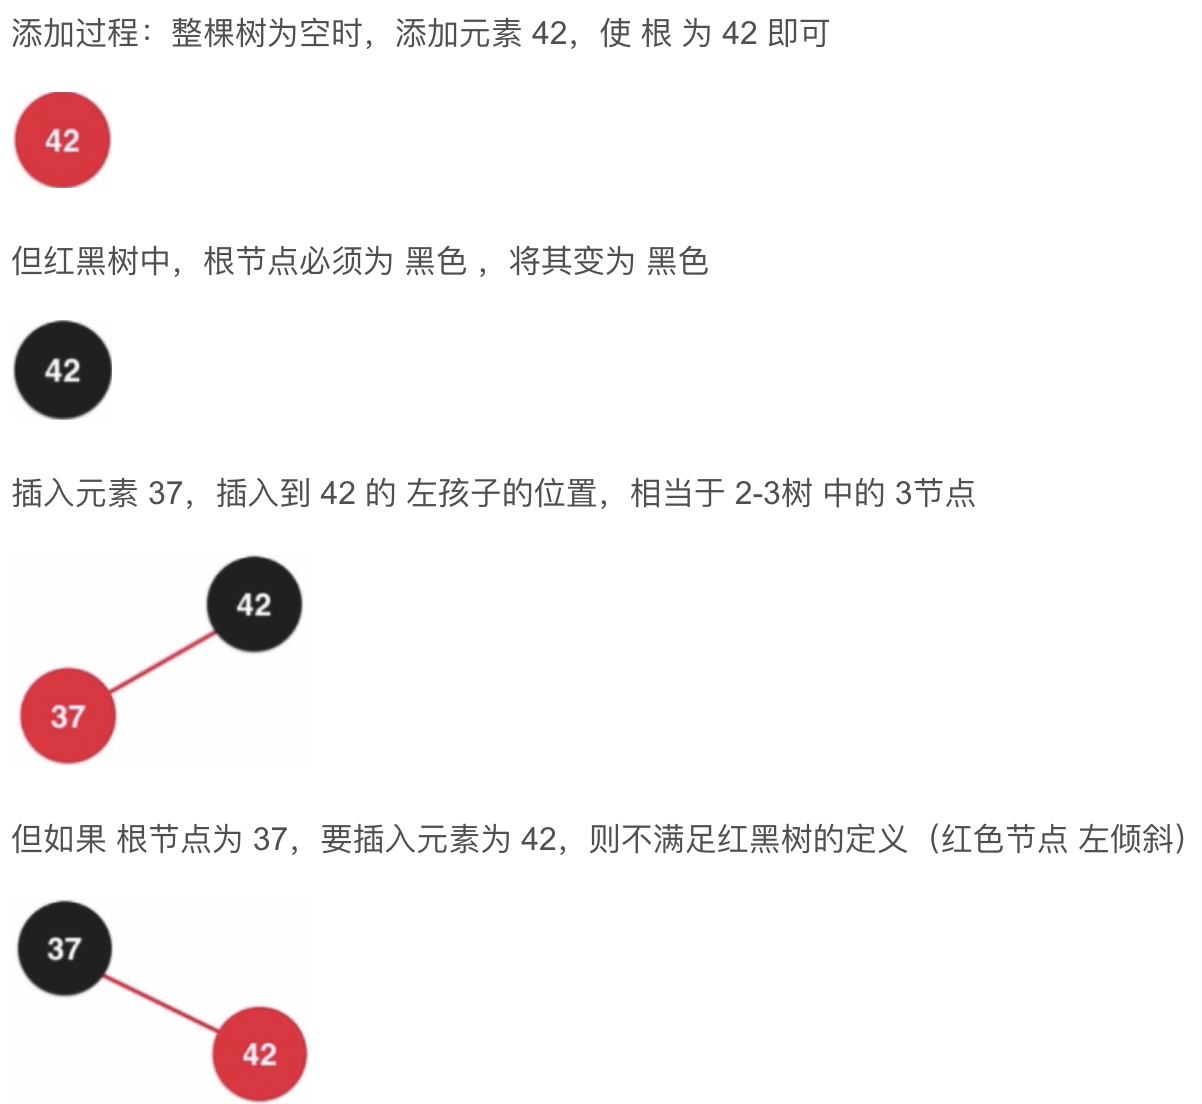 添加过程：整棵树为空时，添加元素 42，使 根 为 42 即可
42
但红黑树中，根节点必须为 黑色 ，将其变为 黑色
42
插入元素 37，插入到 42 的 左孩子的位置，相当于 2-3树 中的 3节点
42
37
但如果 根节点为 37，要插入元素为 42，则不满足红黑树的定义（红色节点 左倾斜）
37
42